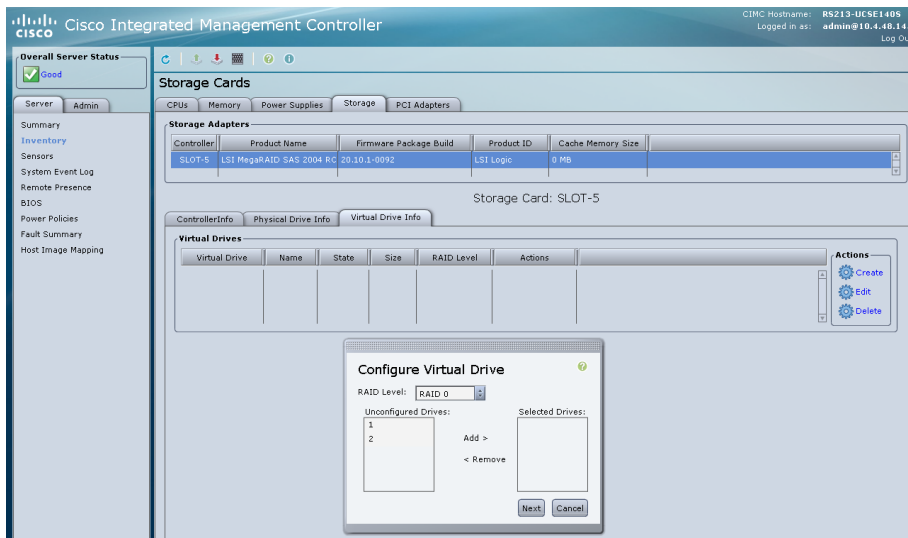 CISCO
Cisco Integrated Management Controller
CIMC Hostname: RS213-UCSE140S
Logged in as: admin@10.4.48.14
Log Ou
Overall Server Status
Good
Server Admin
Summary
Inventory
Sensors
System Event Log
Remote Presence
BIOS
Power Policies
Fault Summary
Host Image Mapping
Storage Cards
CPUs Memory Power Supplies Storage PCI Adapters
Storage Adapters
Controller Product Name Firmware Package Build Product ID Cache Memory Size
SLOT-5 LSI MegaRAID SAS 2004 RO 20.10.1-0092 LSI Logic 0 MB
Storage Card: SLOT-5
ControllerInfo Physical Drive Info Virtual Drive Info
Virtual Drives
Virtual Drive Name State Size RAID Level Actions
Actions
Create
Edit
Delete
Configure Virtual Drive
RAID Level: RAID 0
Unconfigured Drives: Selected Drives:
1
2
Add >
< Remove
Next Cancel